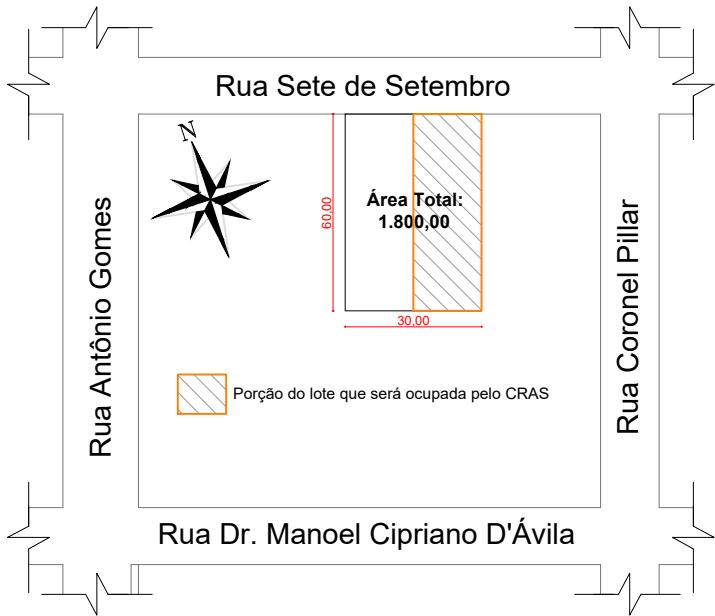 Rua Sete de Setembro
N
Área Total:
1.800,00
60,00
30,00
Rua Antônio Gomes
Rua Coronel Pillar
Porção do lote que será ocupada pelo CRAS
Rua Dr. Manoel Cipriano D'Ávila